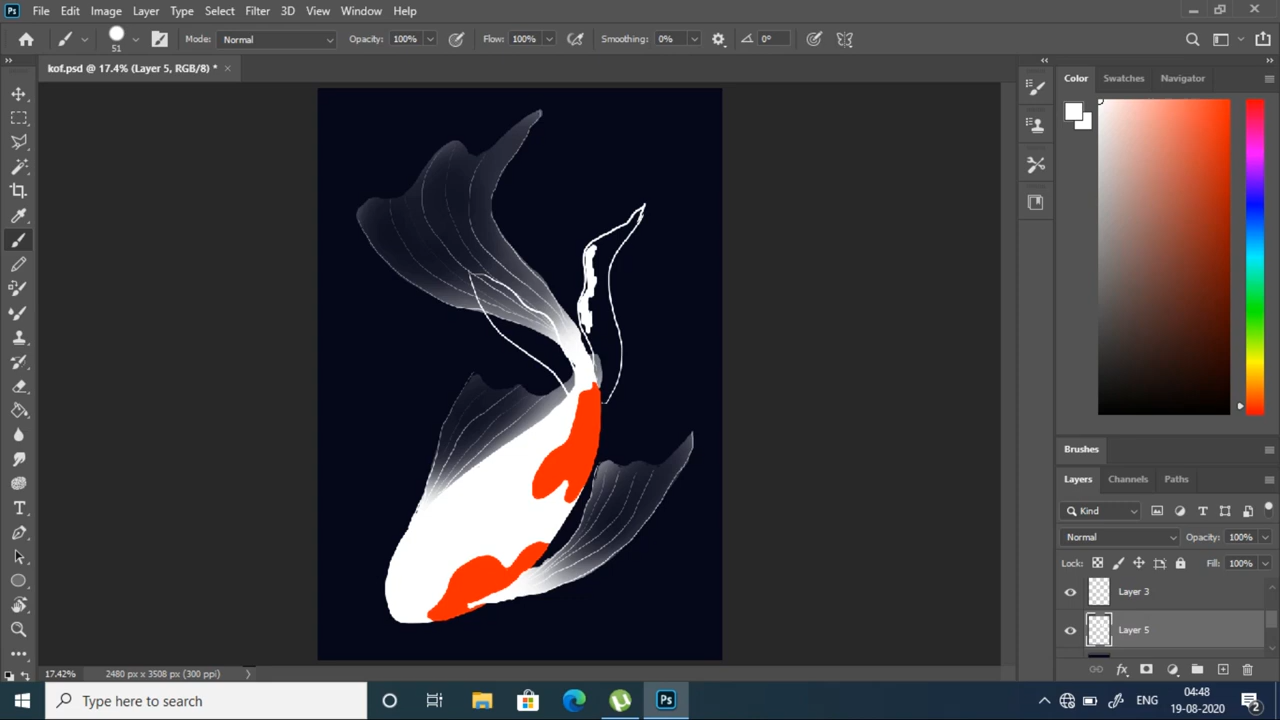 Ps File Edit Image Layer Type Select Filter 3D View Window Help
51 Mode: Normal Opacity: 100% Flow: 100% Smoothing: 0% 0°
kof.psd @ 17.4% (Layer 5, RGB/8) *
Color Swatches Navigator
Brushes
Layers Channels Paths
Kind
Normal Opacity: 100%
Lock: Fill: 100%
Layer 3
Layer 5
17.42% 2480 px x 3508 px (300 ppi)
Type here to search
Ps
ENG
04:48
19-08-2020
2